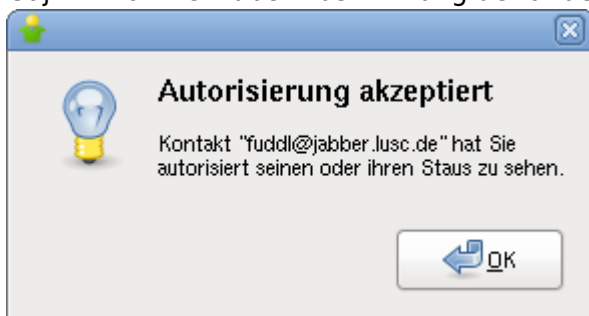 Autorisierung akzeptiert
Kontakt "fuddl@jabber.lusc.de" hat Sie
autorisiert seinen oder ihren Staus zu sehen.
OK